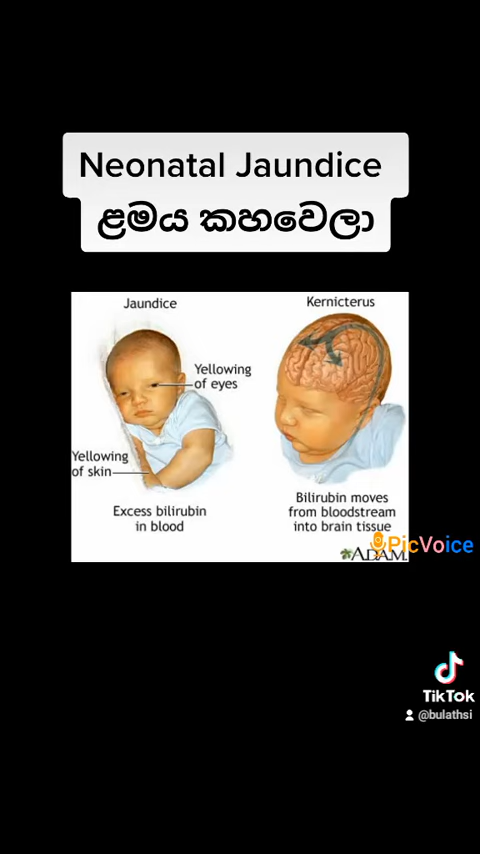 Neonatal Jaundice
ළමය කහවෙලා
Jaundice
Kernicterus
Yellowing
of eyes
Yellowing
of skin
Excess bilirubin
in blood
Bilirubin moves
from bloodstream
into brain tissue
ADAM.
PicVoice
TikTok
@bulathsi